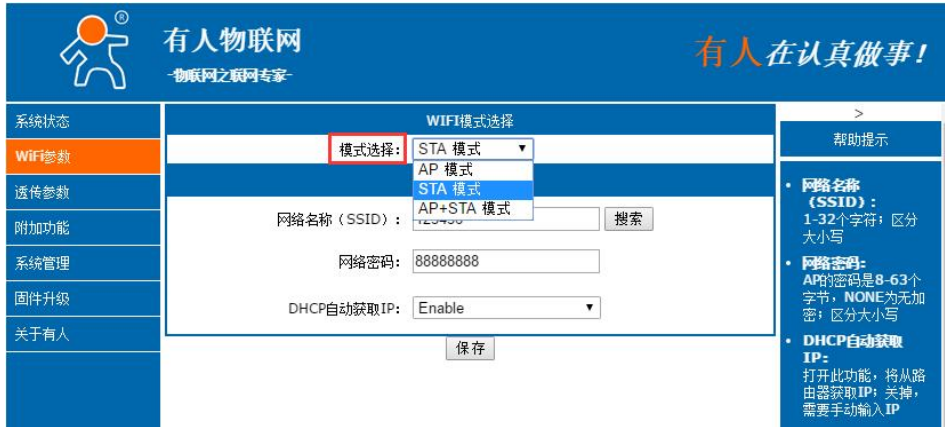 ®
有人物联网
-物联网之联网专家-
有人在认真做事!
系统状态
WiFi参数
透传参数
附加功能
系统管理
固件升级
关于有人
WIFI模式选择
模式选择: STA 模式
AP 模式
STA 模式
AP+STA 模式
网络名称 (SSID) : 搜索
网络密码: 88888888
DHCP自动获取IP: Enable
保存
>
帮助提示
• 网络名称
(SSID) :
1-32个字符; 区分
大小写
• 网络密码:
AP的密码是8-63个
字节, NONE为无加
密; 区分大小写
• DHCP自动获取
IP:
打开此功能, 将从路
由器获取IP; 关掉,
需要手动输入IP